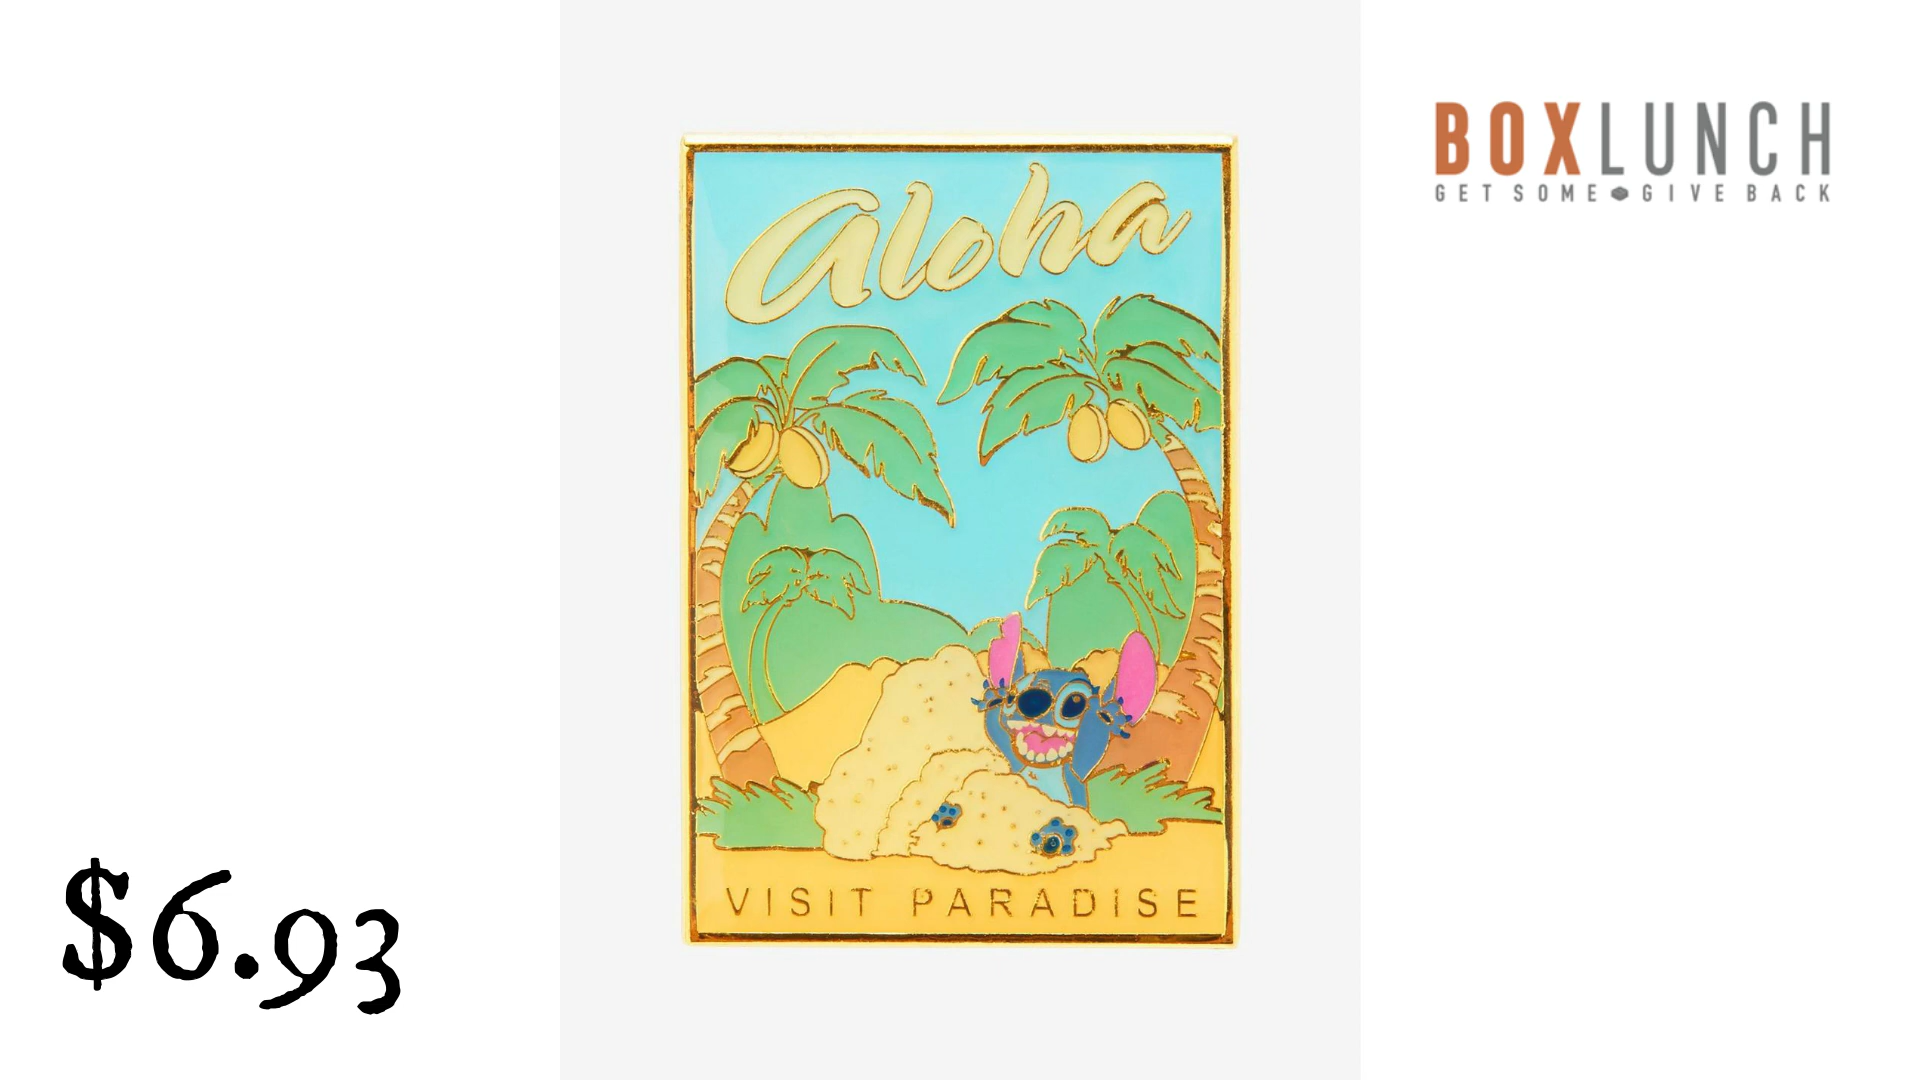 Aloha
BOXLUNCH
GET SOME GIVE BACK
VISIT PARADISE
$6.93